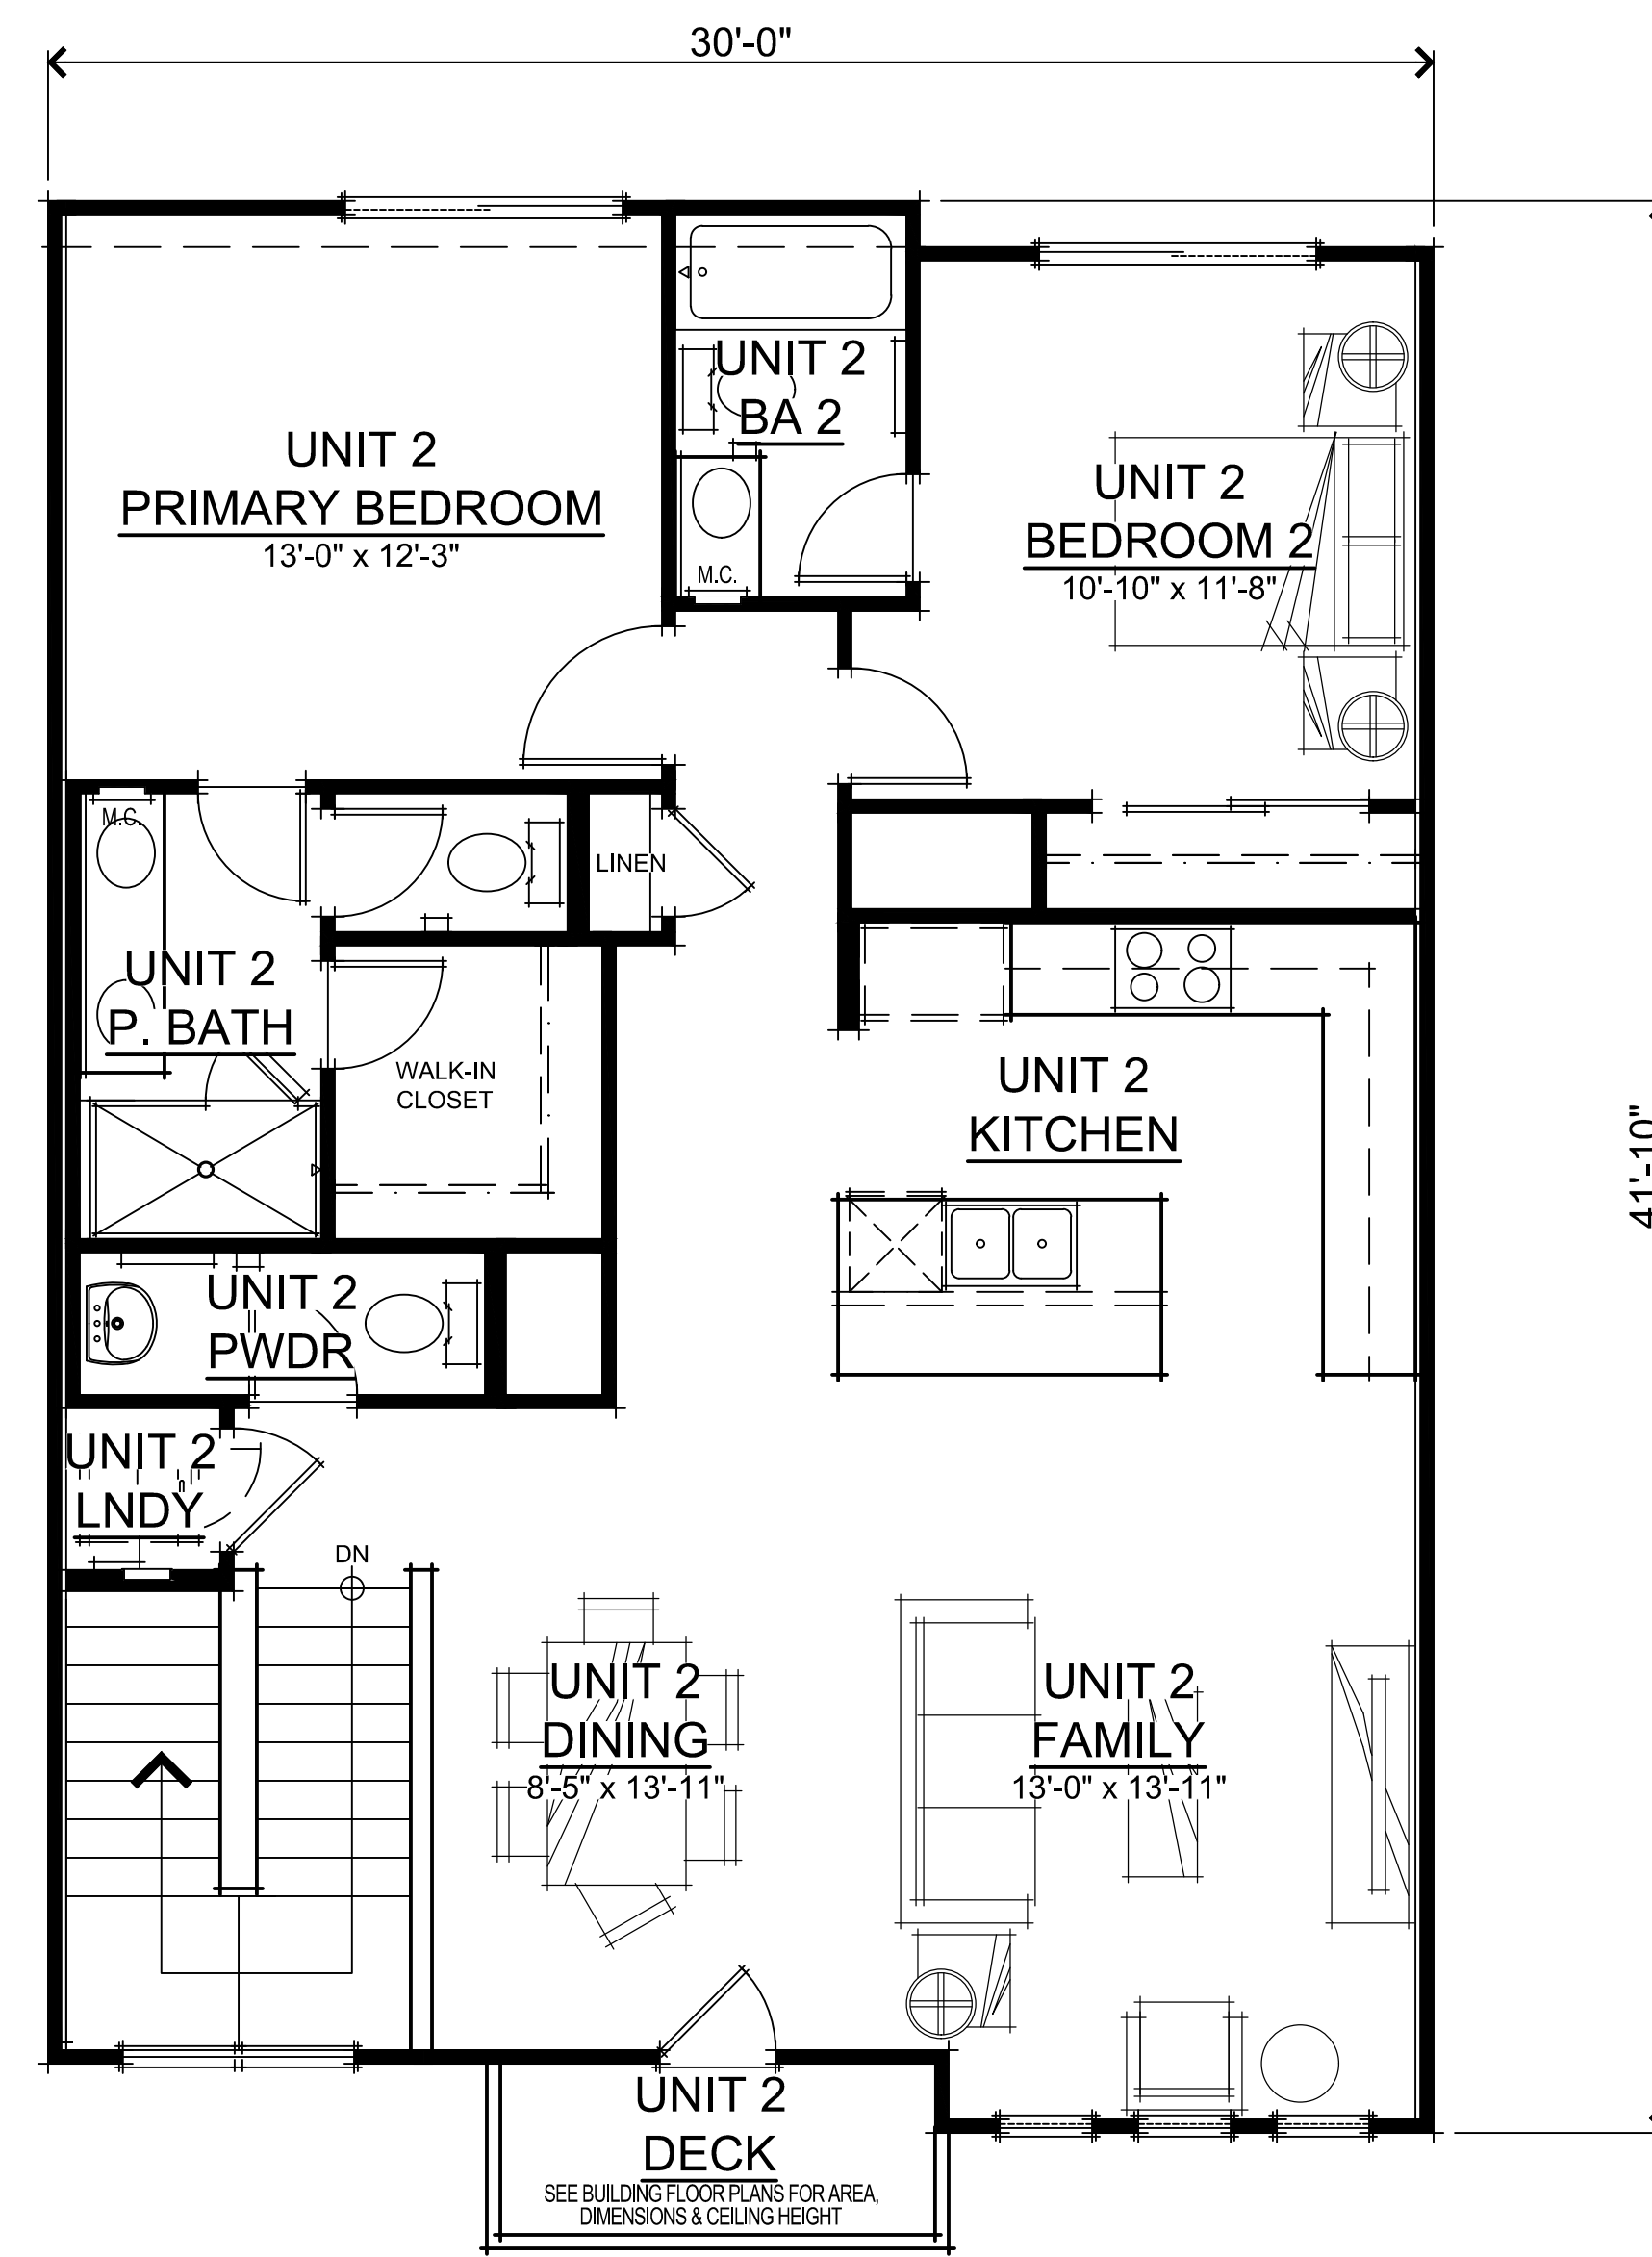 30'-0"
UNIT 2
BA 2
UNIT 2
PRIMARY BEDROOM
13'-0" x 12'-3"
UNIT 2
BEDROOM 2
10'-10" x 11'-8"
M.C.
M.C.
LINEN
UNIT 2
P. BATH
WALK-IN
CLOSET
UNIT 2
KITCHEN
41'-10"
UNIT 2
PWDR
UNIT 2
LNDY
DN
UNIT 2
DINING
8'-5" x 13'-11"
UNIT 2
FAMILY
13'-0" x 13'-11"
UNIT 2
DECK
SEE BUILDING FLOOR PLANS FOR AREA,
DIMENSIONS & CEILING HEIGHT